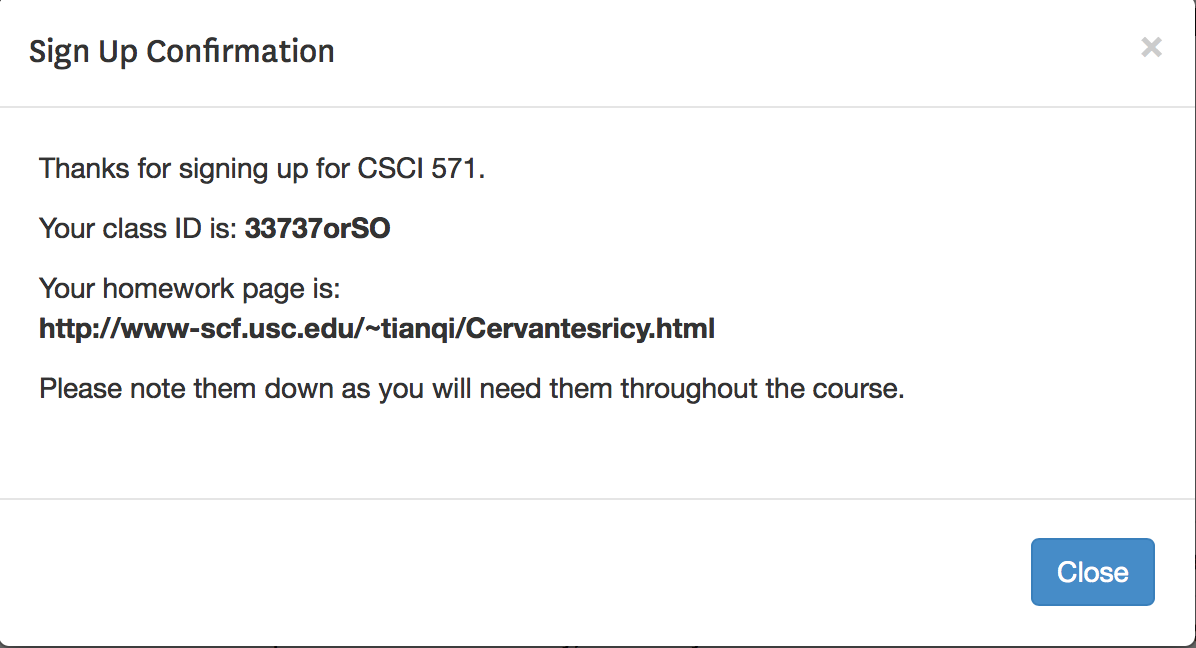 Sign Up Confirmation
×
Thanks for signing up for CSCI 571.
Your class ID is: 33737orSO
Your homework page is:
http://www-scf.usc.edu/~tianqi/Cervantesricy.html
Please note them down as you will need them throughout the course.
Close